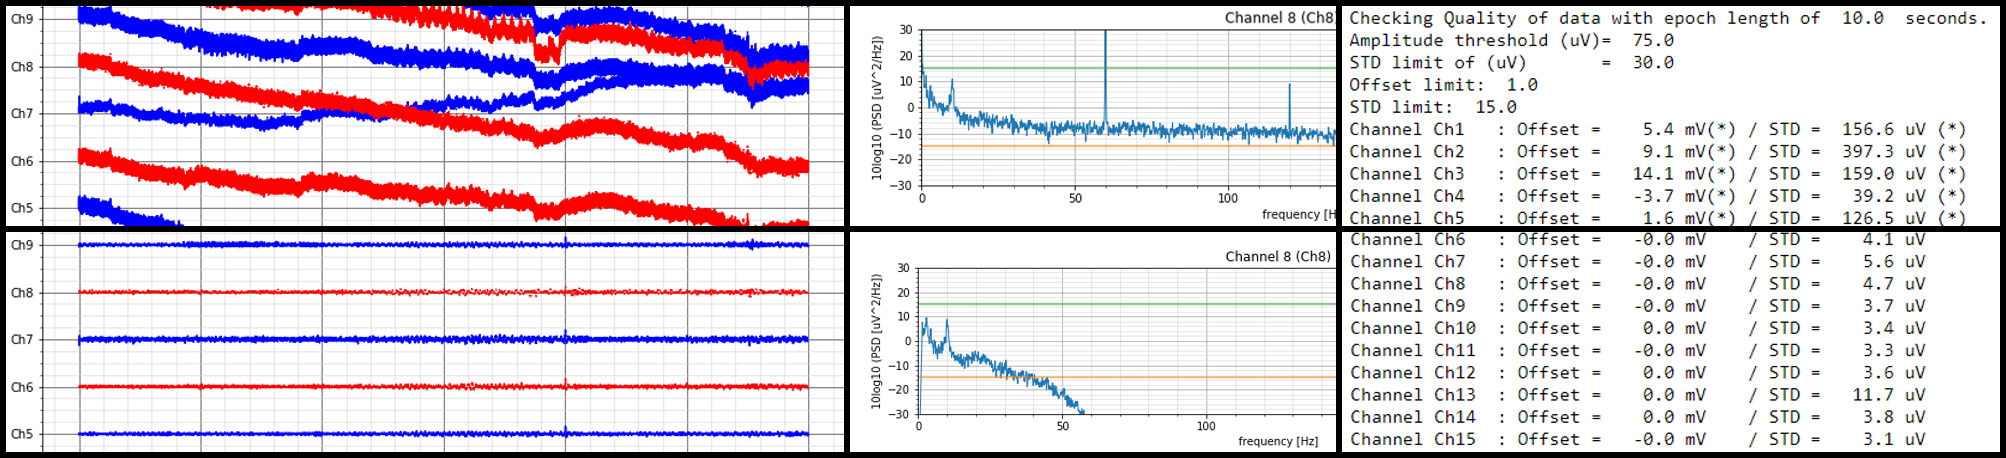 Ch9
Ch8
Ch7
Ch6
Ch5
Channel 8 (Ch8)
10log10 (PSD [uV^2/Hz])
30
20
10
0
−10
−20
−30
0
50
100
frequency [H
Checking Quality of data with epoch length of  10.0  seconds.
Amplitude threshold (uV)=  75.0
STD limit of (uV)       =  30.0
Offset limit:  1.0
STD limit:  15.0
Channel Ch1   : Offset =    5.4 mV(*) / STD =  156.6 uV (*)
Channel Ch2   : Offset =    9.1 mV(*) / STD =  397.3 uV (*)
Channel Ch3   : Offset =   14.1 mV(*) / STD =  159.0 uV (*)
Channel Ch4   : Offset =   -3.7 mV(*) / STD =   39.2 uV (*)
Channel Ch5   : Offset =    1.6 mV(*) / STD =  126.5 uV (*)
Ch9
Ch8
Ch7
Ch6
Ch5
Channel 8 (Ch8)
10log10 (PSD [uV^2/Hz])
30
20
10
0
−10
−20
−30
0
50
100
frequency [Hz]
Channel Ch6   : Offset =   -0.0 mV    / STD =    4.1 uV
Channel Ch7   : Offset =   -0.0 mV    / STD =    5.6 uV
Channel Ch8   : Offset =   -0.0 mV    / STD =    4.7 uV
Channel Ch9   : Offset =   -0.0 mV    / STD =    3.7 uV
Channel Ch10  : Offset =    0.0 mV    / STD =    3.4 uV
Channel Ch11  : Offset =   -0.0 mV    / STD =    3.3 uV
Channel Ch12  : Offset =    0.0 mV    / STD =    3.6 uV
Channel Ch13  : Offset =    0.0 mV    / STD =   11.7 uV
Channel Ch14  : Offset =    0.0 mV    / STD =    3.8 uV
Channel Ch15  : Offset =   -0.0 mV    / STD =    3.1 uV